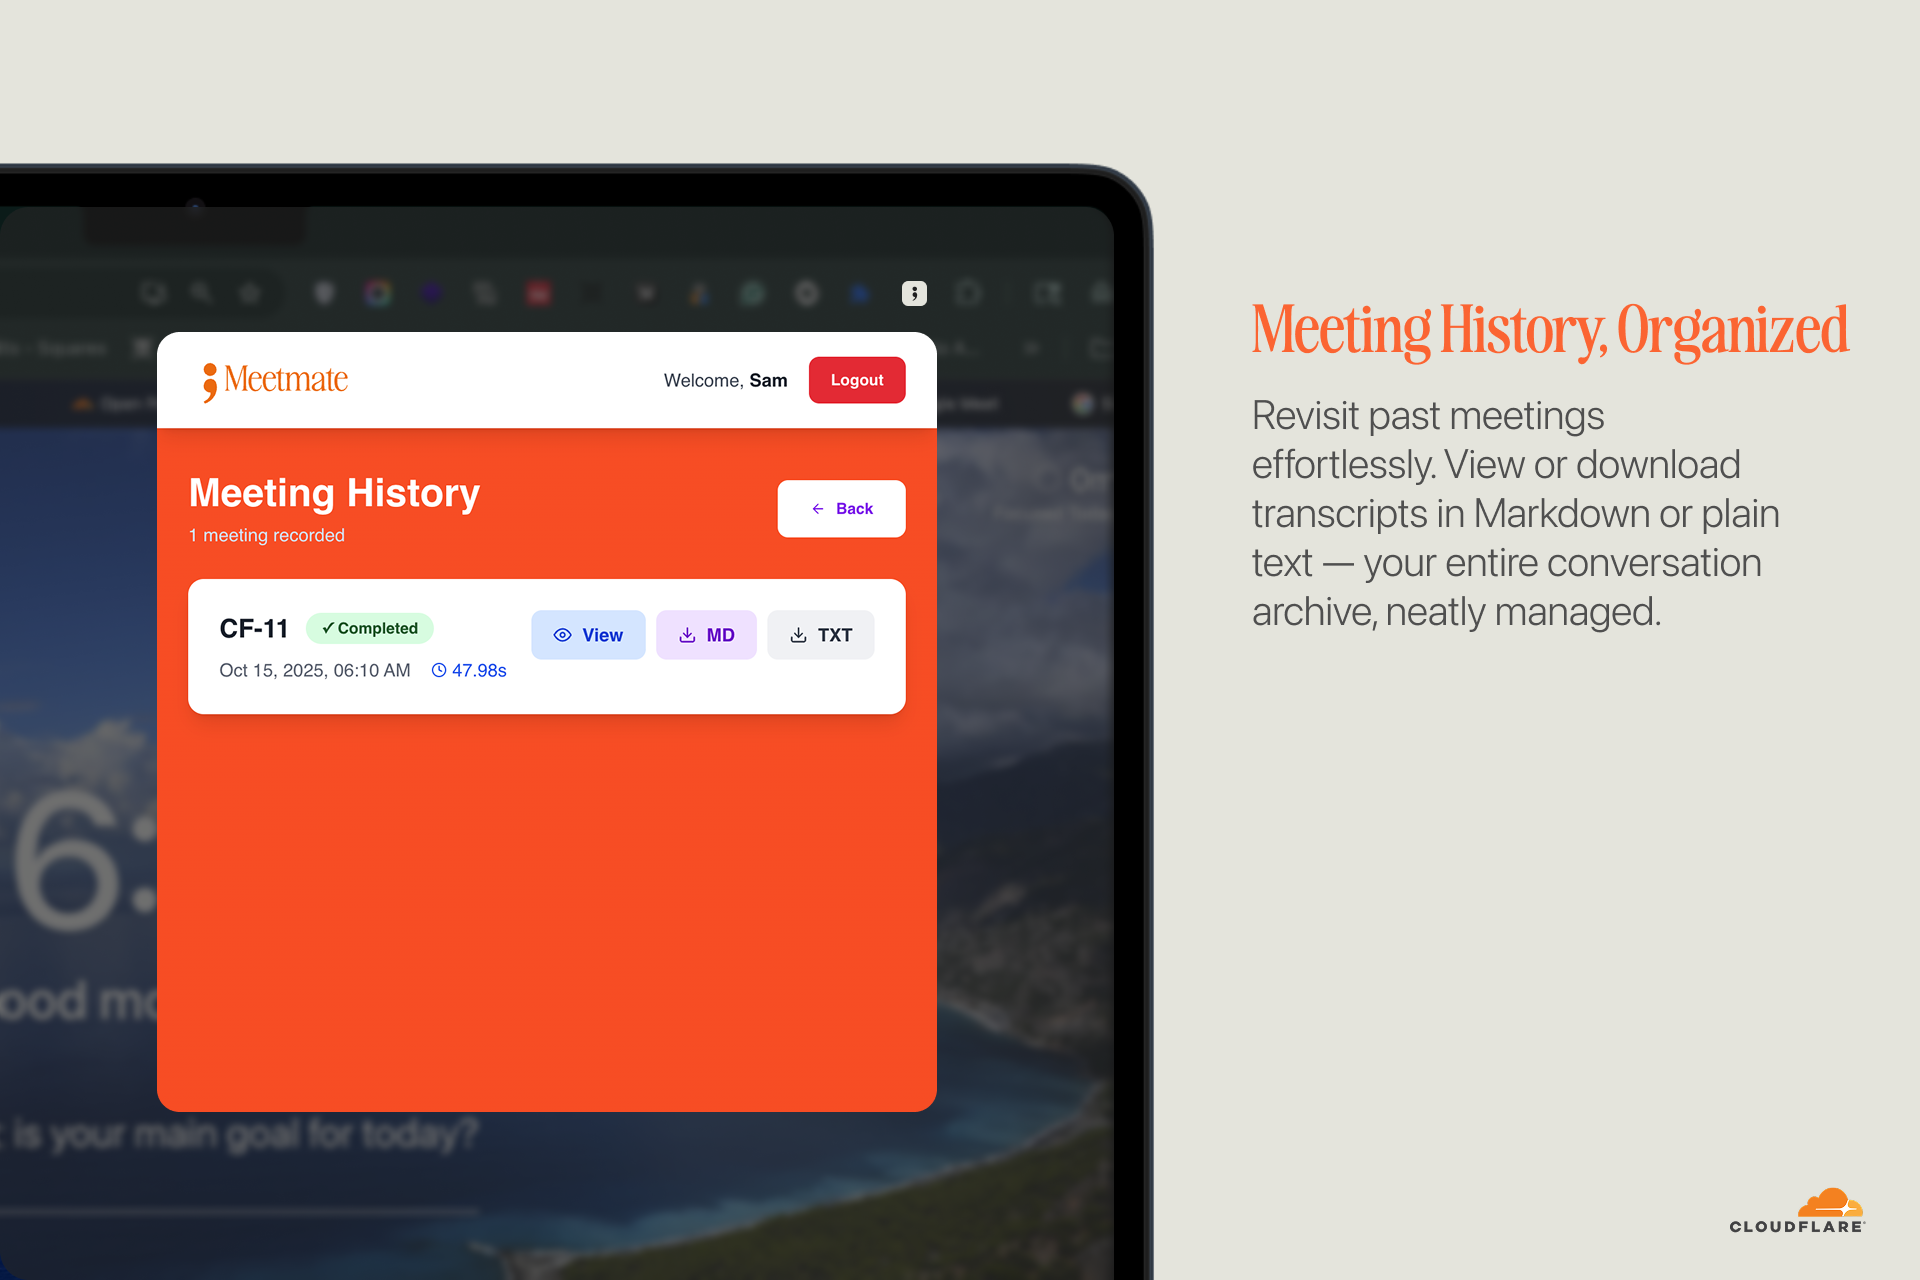 Meetmate
Welcome, Sam
Logout
Meeting History
1 meeting recorded
← Back
CF-11
✓ Completed
View
MD
TXT
Oct 15, 2025, 06:10 AM
47.98s
6:
ood mo
is your main goal for today?
Meeting History, Organized
Revisit past meetings
effortlessly. View or download
transcripts in Markdown or plain
text — your entire conversation
archive, neatly managed.
CLOUDFLARE